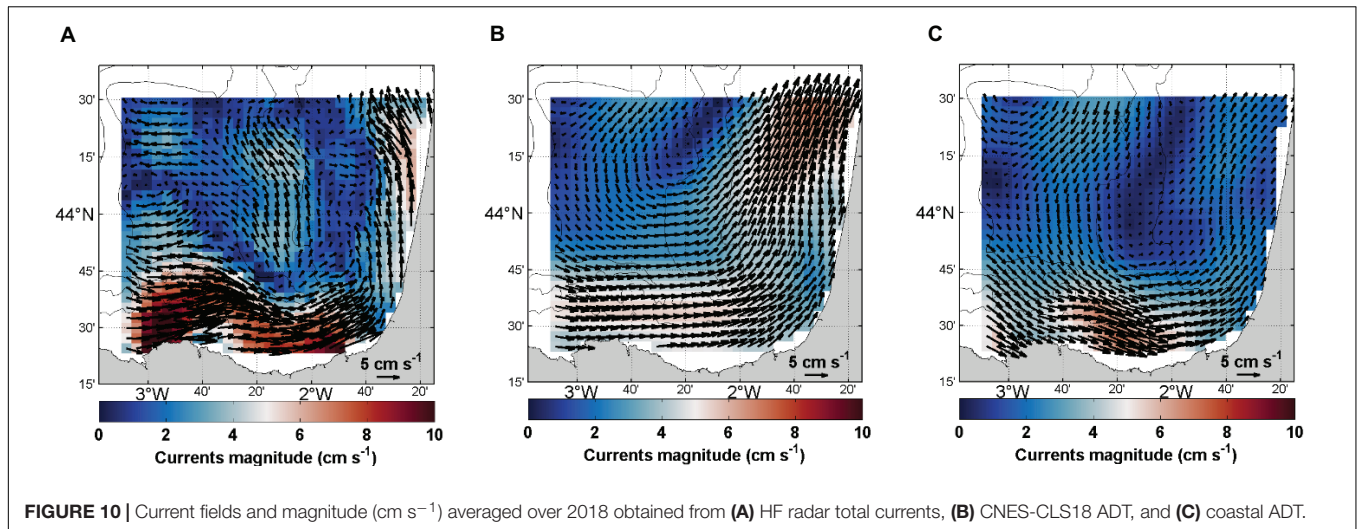 A
B
C
30'
15'
44°N
45'
30'
15'
3°W
40'
20'
2°W
40'
20'
5 cm s⁻¹
0 2 4 6 8 10
Currents magnitude (cm s⁻¹)
30'
15'
44°N
45'
30'
15'
3°W
40'
20'
2°W
40'
20'
5 cm s⁻¹
0 2 4 6 8 10
Currents magnitude (cm s⁻¹)
30'
15'
44°N
45'
30'
15'
3°W
40'
20'
2°W
40'
20'
5 cm s⁻¹
0 2 4 6 8 10
Currents magnitude (cm s⁻¹)
FIGURE 10 | Current fields and magnitude (cm s⁻¹) averaged over 2018 obtained from (A) HF radar total currents, (B) CNES-CLS18 ADT, and (C) coastal ADT.